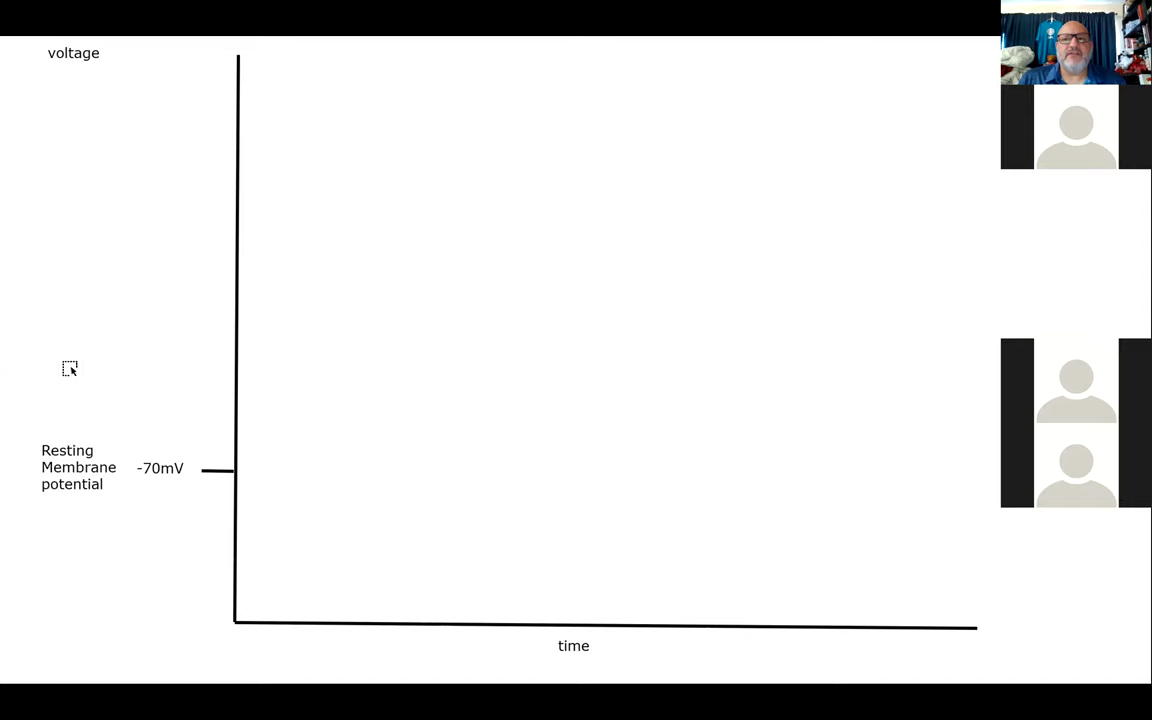 voltage
Resting
Membrane
potential
-70mV
time